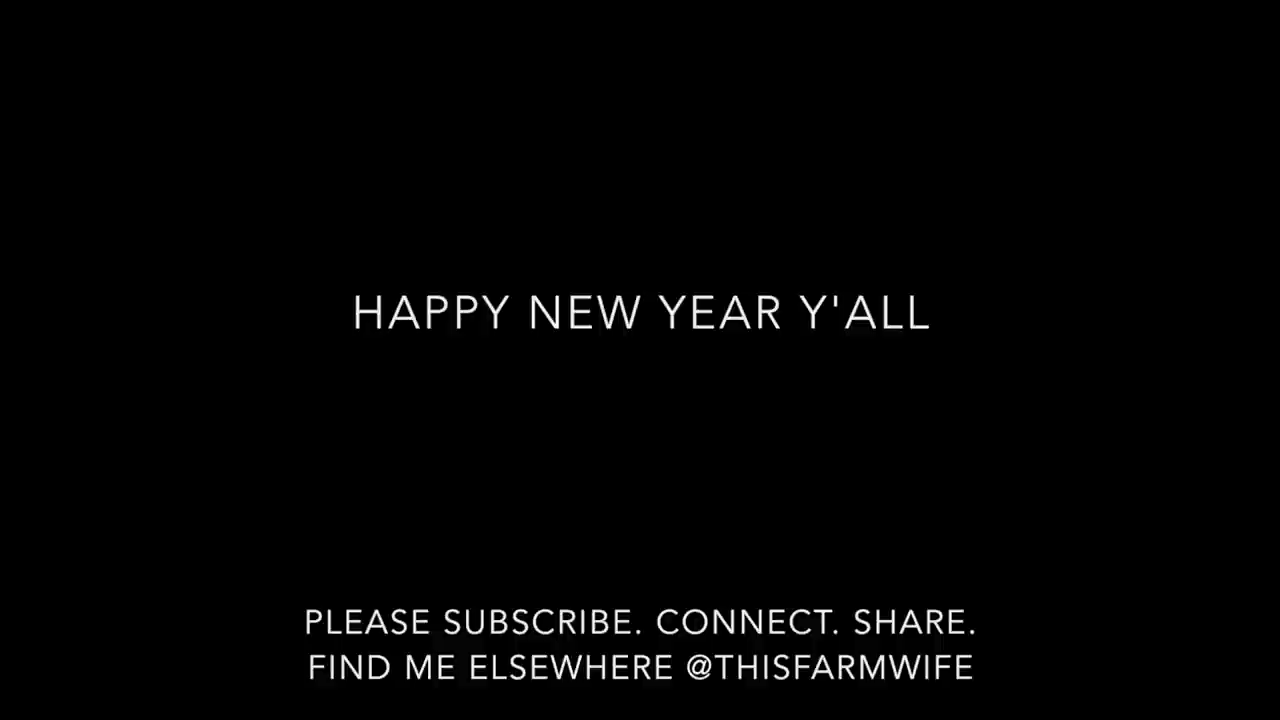 HAPPY NEW YEAR Y'ALL
PLEASE SUBSCRIBE. CONNECT. SHARE.
FIND ME ELSEWHERE @THISFARMWIFE